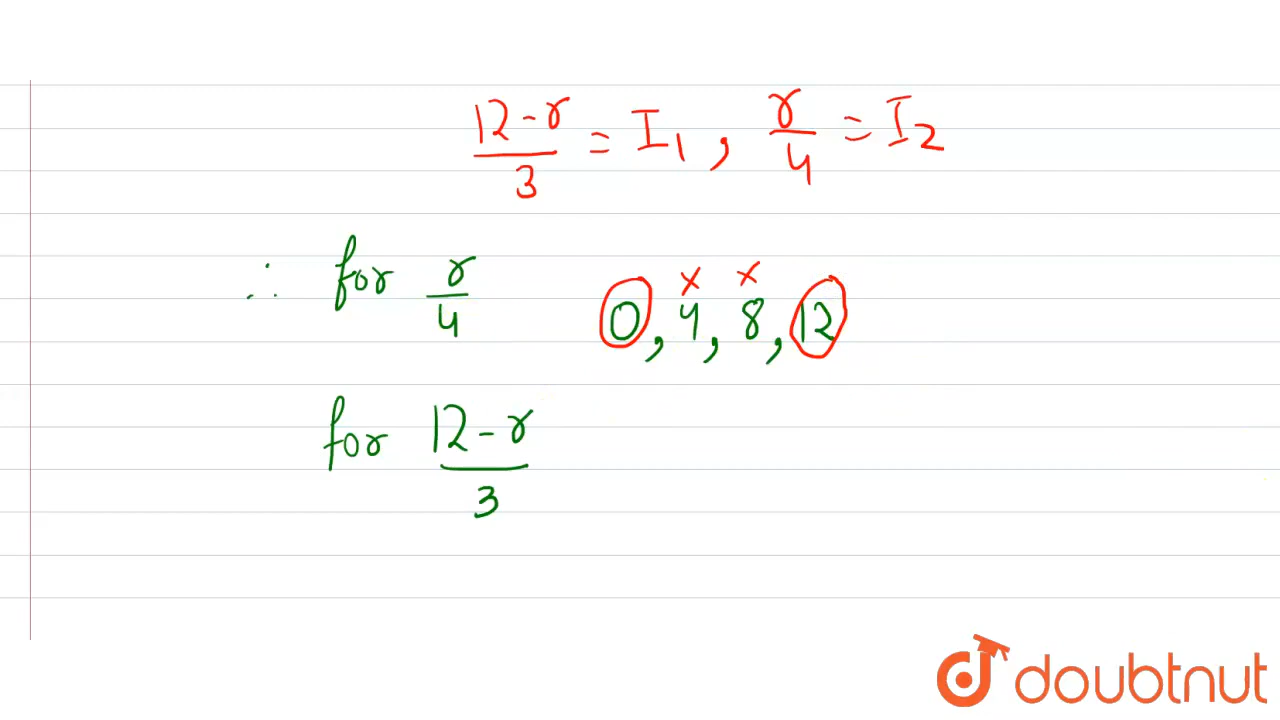 12-r/3 = I1, r/4 = I2
× ×
∴ for r/4 0, 4, 8, 12
for 12-r/3
doubtnut